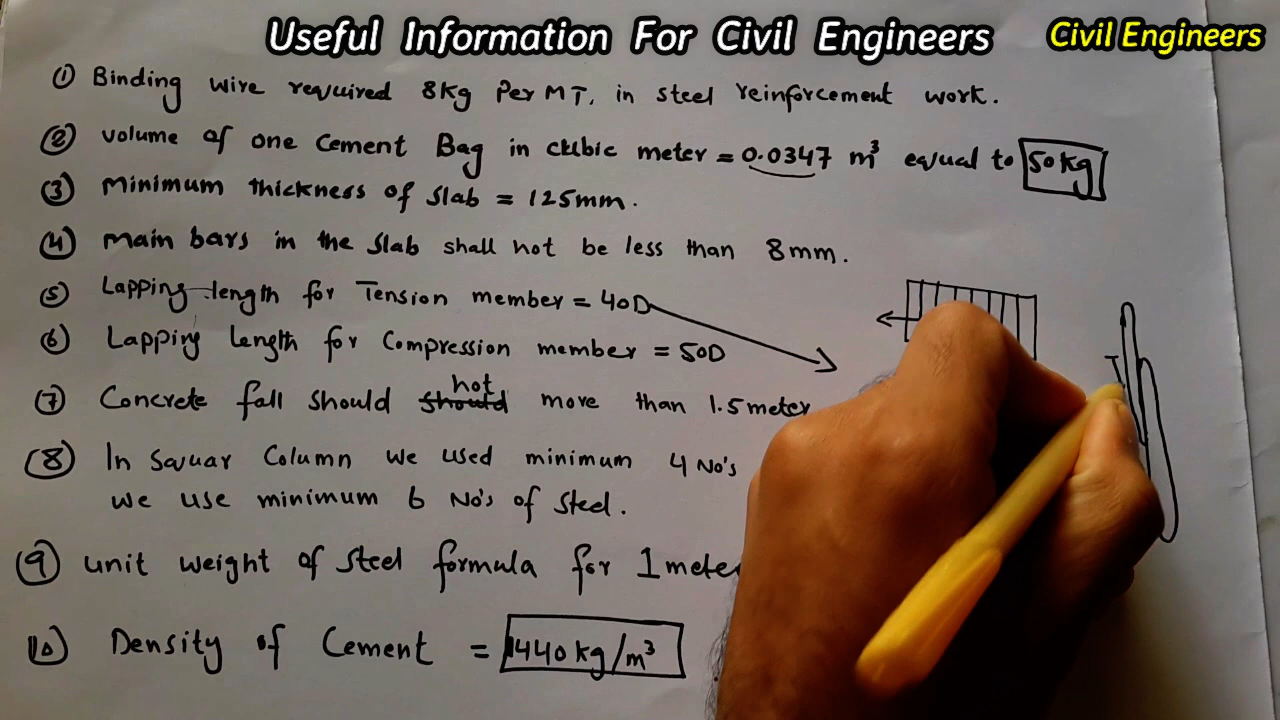 Useful Information For Civil Engineers
Civil Engineers
① Binding wire required 8Kg Per MT, in steel reinforcement work.
② Volume of one Cement Bag in cubic meter = 0.0347 m³ equal to 50Kg
③ Minimum thickness of Slab = 125mm.
④ Main bars in the Slab shall not be less than 8mm.
⑤ Lapping length for Tension member = 40D
⑥ Lapping length for Compression member = 50D
⑦ Concrete fall should not more than 1.5 meter
⑧ In Squar Column we used minimum 4 No's
we use minimum 6 No's of Steel.
⑨ unit weight of steel formula for 1 mete
⑩ Density of Cement = 1440 kg/m³